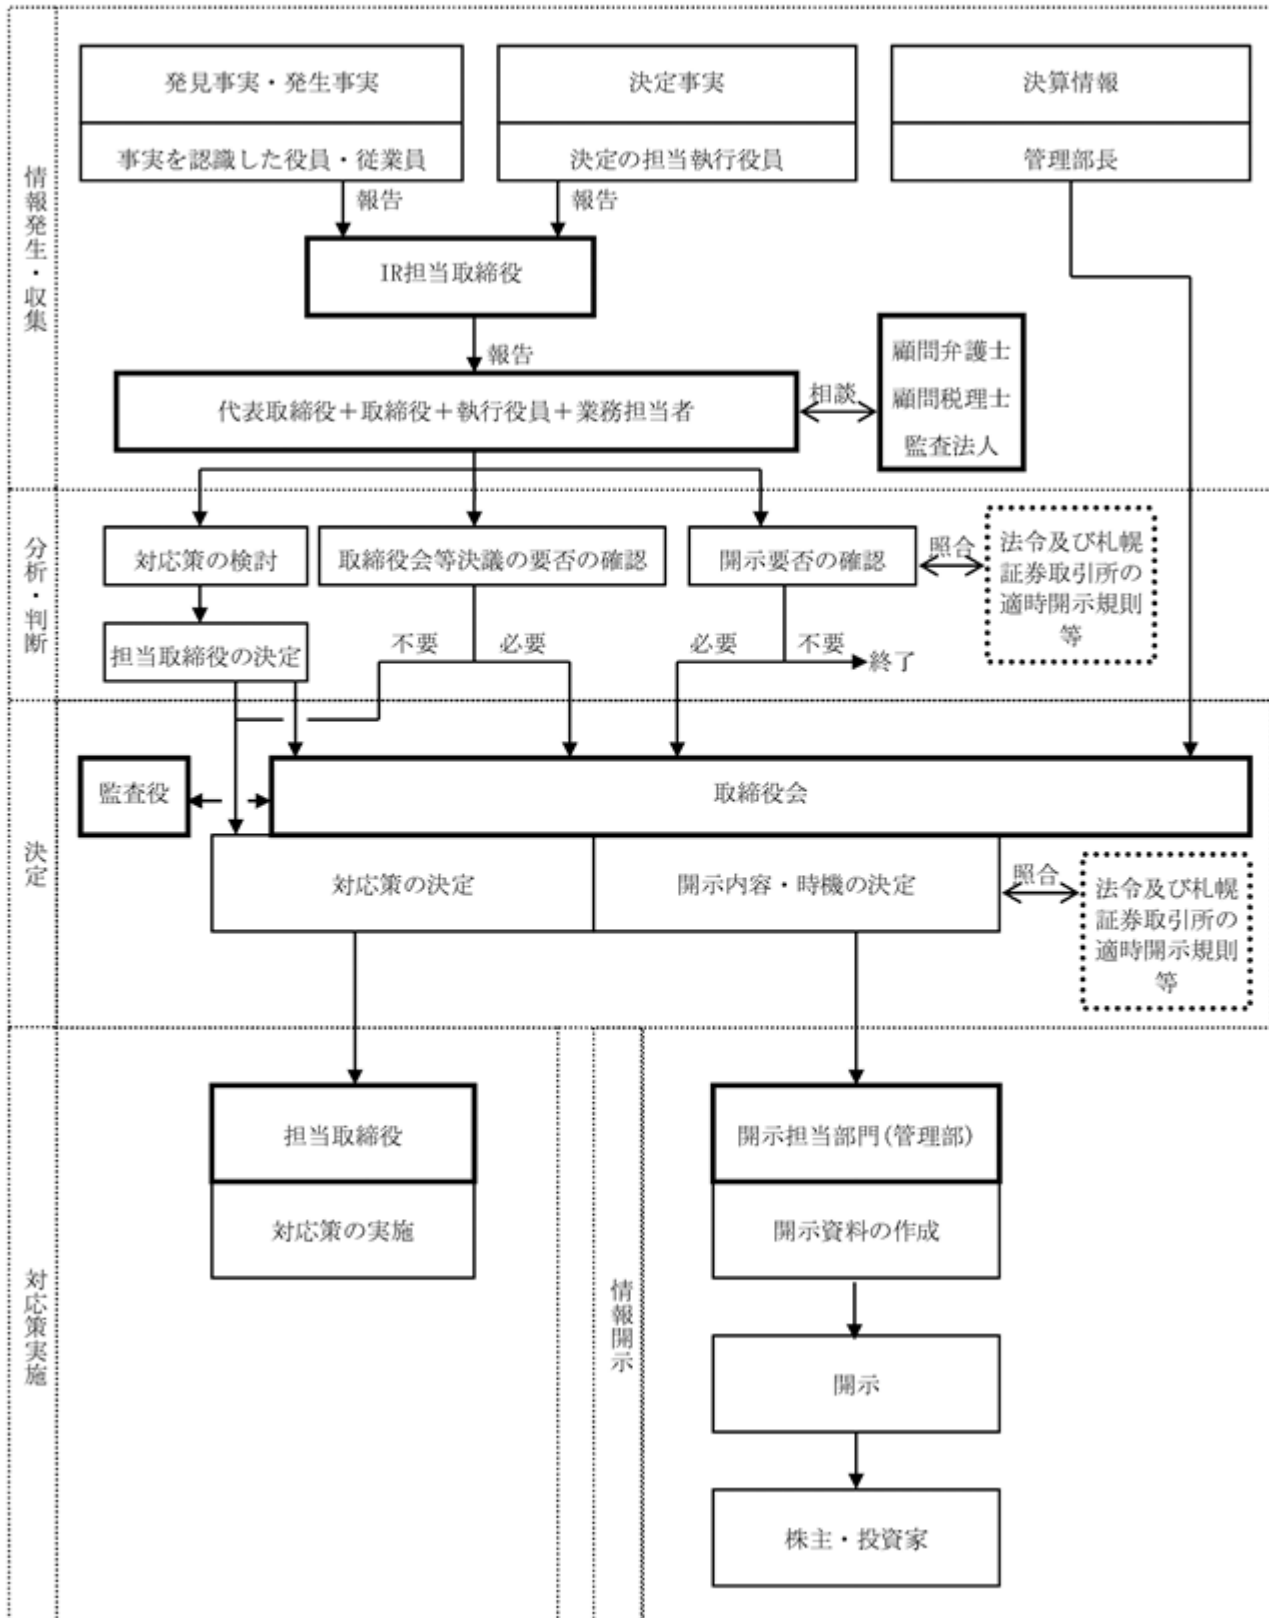 情報発生・収集
発見事実・発生事実
事実を認識した役員・従業員
決定事実
決定の担当執行役員
決算情報
管理部長
報告
報告
IR担当取締役
報告
代表取締役＋取締役＋執行役員＋業務担当者
相談
顧問弁護士
顧問税理士
監査法人
分析・判断
対応策の検討
取締役会等決議の要否の確認
開示要否の確認
照合
法令及び札幌
証券取引所の
適時開示規則
等
担当取締役の決定
不要
必要
必要
不要
終了
決定
監査役
取締役会
対応策の決定
開示内容・時機の決定
照合
法令及び札幌
証券取引所の
適時開示規則
等
対応策実施
担当取締役
対応策の実施
情報開示
開示担当部門(管理部)
開示資料の作成
開示
株主・投資家